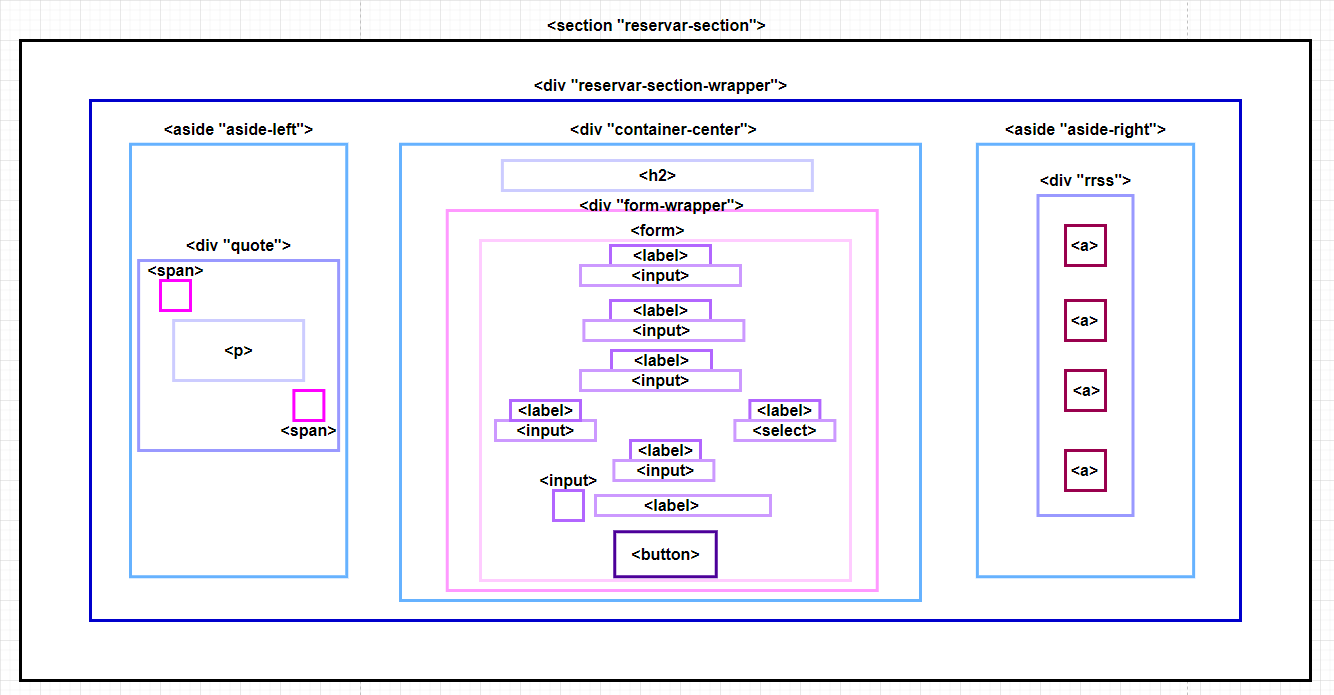 <section "reservar-section">
<div "reservar-section-wrapper">
<aside "aside-left">
<div "quote">
<span>
<p>
<span>
<div "container-center">
<h2>
<div "form-wrapper">
<form>
<label>
<input>
<label>
<input>
<label>
<input>
<label>
<input>
<label>
<select>
<label>
<input>
<input>
<label>
<button>
<aside "aside-right">
<div "rrss">
<a>
<a>
<a>
<a>